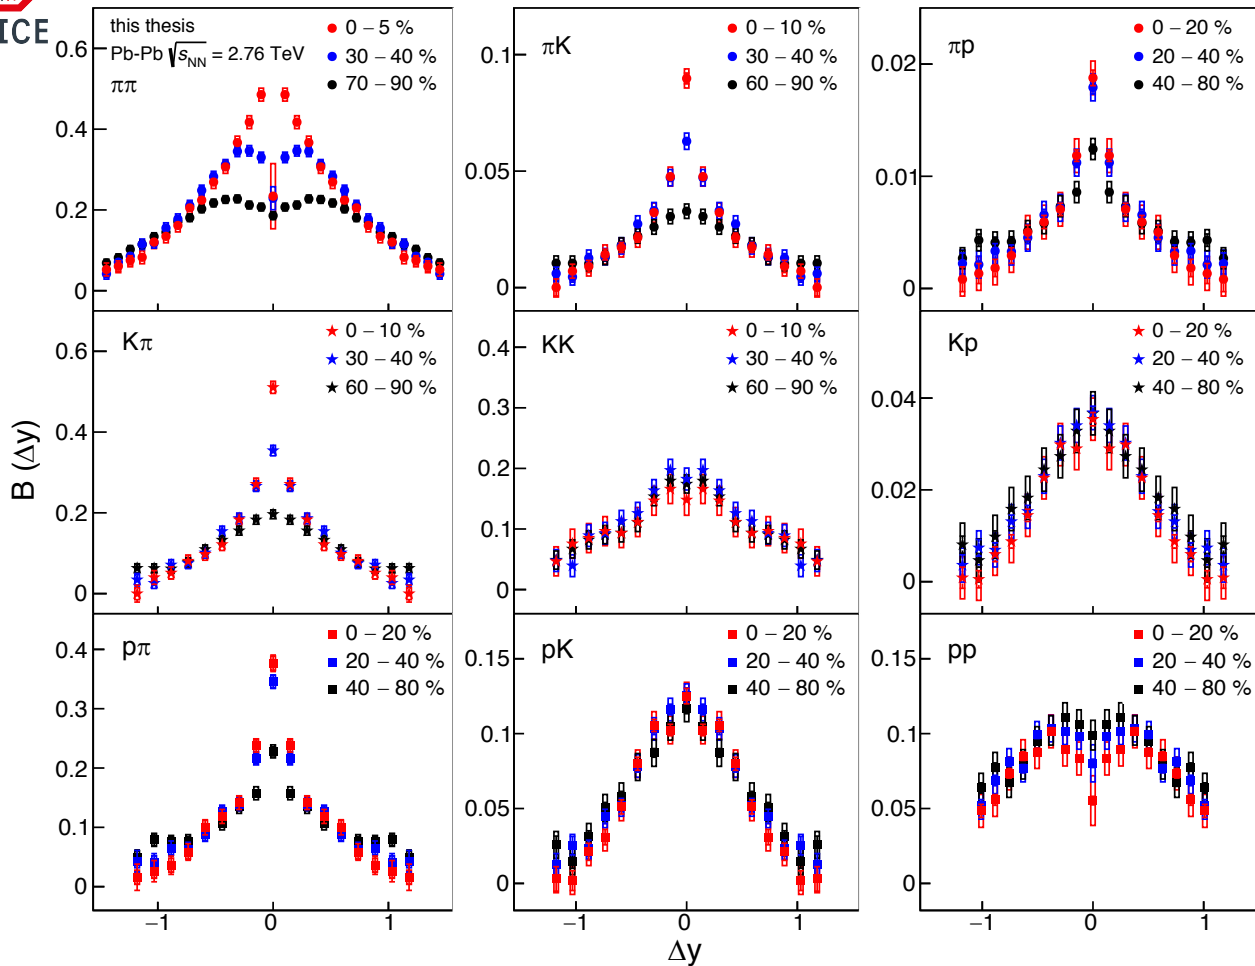 ICE
this thesis
Pb-Pb √sNN = 2.76 TeV
ππ
0 – 5 %
30 – 40 %
70 – 90 %
0.6
0.4
0.2
0
πK
0 – 10 %
30 – 40 %
60 – 90 %
0.1
0.05
0
πp
0 – 20 %
20 – 40 %
40 – 80 %
0.02
0.01
0
Kπ
0 – 10 %
30 – 40 %
60 – 90 %
0.6
0.4
0.2
0
KK
0 – 10 %
30 – 40 %
60 – 90 %
0.4
0.3
0.2
0.1
0
Kp
0 – 20 %
20 – 40 %
40 – 80 %
0.04
0.02
0
B (Δy)
pπ
0 – 20 %
20 – 40 %
40 – 80 %
0.4
0.3
0.2
0.1
0
−1 0 1
pK
0 – 20 %
20 – 40 %
40 – 80 %
0.15
0.1
0.05
0
−1 0 1
pp
0 – 20 %
20 – 40 %
40 – 80 %
0.15
0.1
0.05
0
−1 0 1
Δy